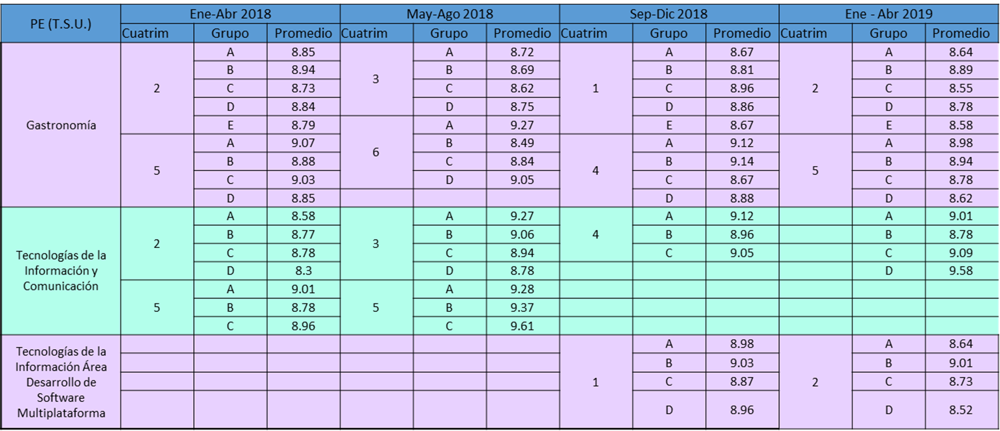 PE (T.S.U.) Ene-Abr 2018 May-Ago 2018 Sep-Dic 2018 Ene - Abr 2019
Cuatrim Grupo Promedio Cuatrim Grupo Promedio Cuatrim Grupo Promedio Cuatrim Grupo Promedio
Gastronomía
2 A 8.85 3 A 8.72 1 A 8.67 2 A 8.64
B 8.94 B 8.69 B 8.81 B 8.89
C 8.73 C 8.62 C 8.96 C 8.55
D 8.84 D 8.75 D 8.86 D 8.78
E 8.79 6 A 9.27 E 8.67 E 8.58
5 A 9.07 B 8.49 4 A 9.12 5 A 8.98
B 8.88 C 8.84 B 9.14 B 8.94
C 9.03 D 9.05 C 8.67 C 8.78
D 8.85 D 8.88 D 8.62
Tecnologías de la
Información y
Comunicación
2 A 8.58 3 A 9.27 4 A 9.12 A 9.01
B 8.77 B 9.06 B 8.96 B 8.78
C 8.78 C 8.94 C 9.05 C 9.09
D 8.3 D 8.78 D 9.58
5 A 9.01 5 A 9.28
B 8.78 B 9.37
C 8.96 C 9.61
Tecnologías de la
Información Área
Desarrollo de
Software
Multiplataforma
1 A 8.98 2 A 8.64
B 9.03 B 9.01
C 8.87 C 8.73
D 8.96 D 8.52